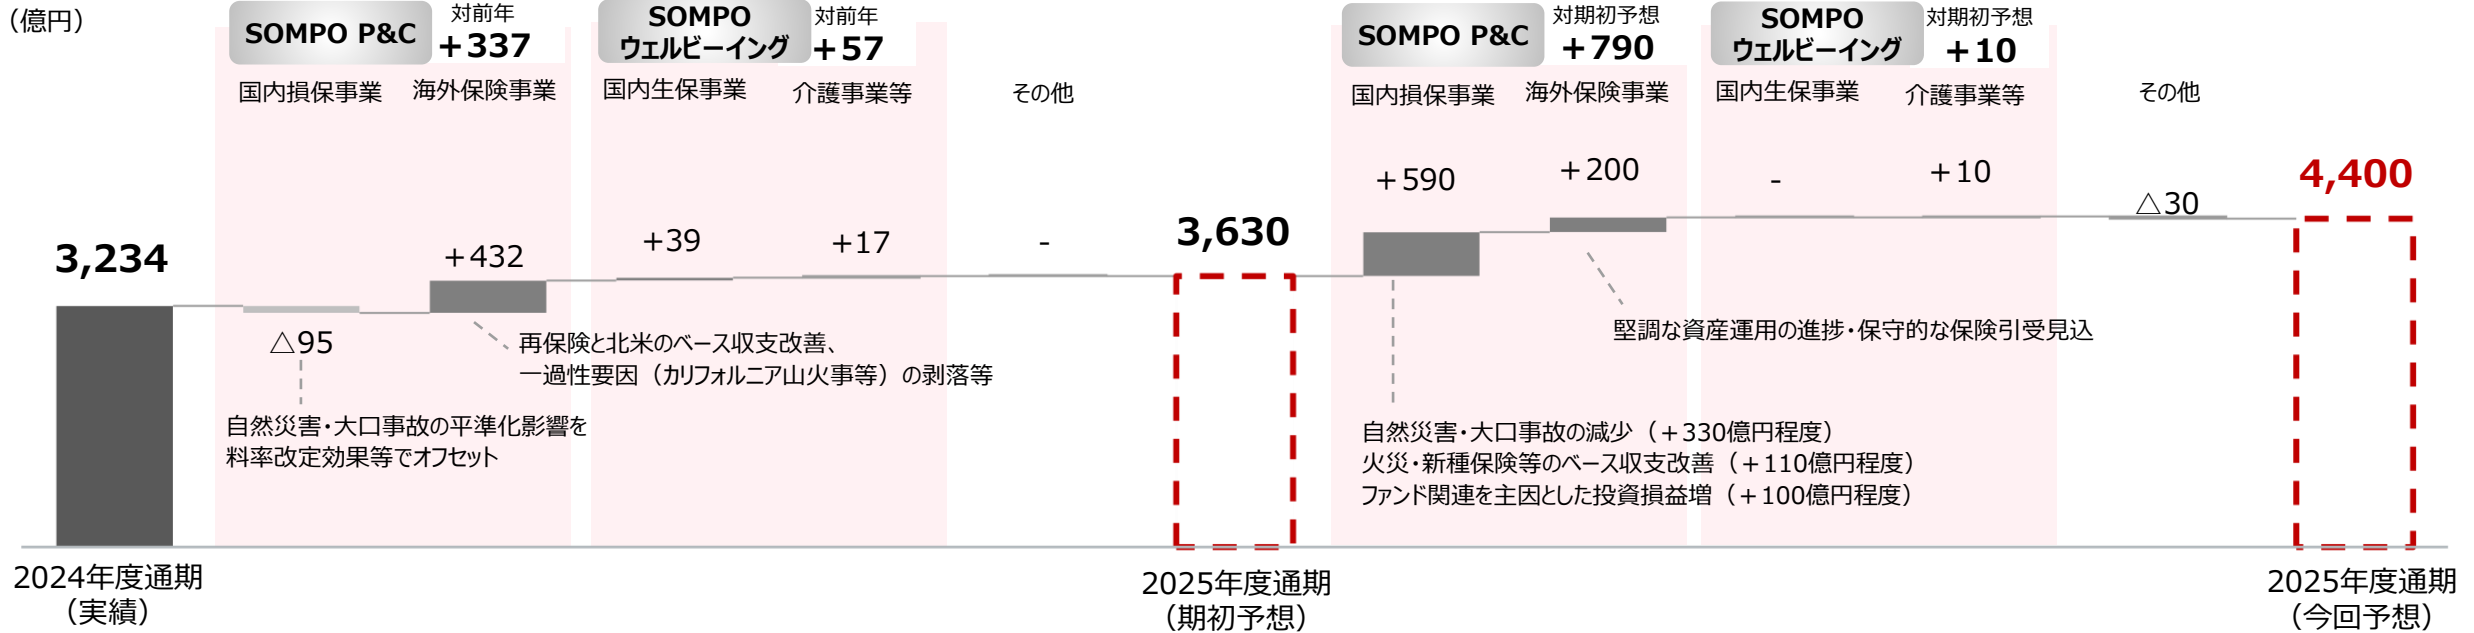 （億円）
SOMPO P&C
対前年
＋337
国内損保事業
海外保険事業
SOMPO
ウェルビーイング
対前年
＋57
国内生保事業
介護事業等
その他
SOMPO P&C
対期初予想
＋790
国内損保事業
海外保険事業
SOMPO
ウェルビーイング
対期初予想
＋10
国内生保事業
介護事業等
その他
3,234
△95
＋432
+39
+17
-
3,630
＋590
＋200
-
＋10
△30
4,400
自然災害・大口事故の平準化影響を
料率改定効果等でオフセット
再保険と北米のベース収支改善、
一過性要因（カリフォルニア山火事等）の剥落等
自然災害・大口事故の減少（＋330億円程度）
火災・新種保険等のベース収支改善（＋110億円程度）
ファンド関連を主因とした投資損益増（＋100億円程度）
堅調な資産運用の進捗・保守的な保険引受見込
2024年度通期
（実績）
2025年度通期
（期初予想）
2025年度通期
（今回予想）